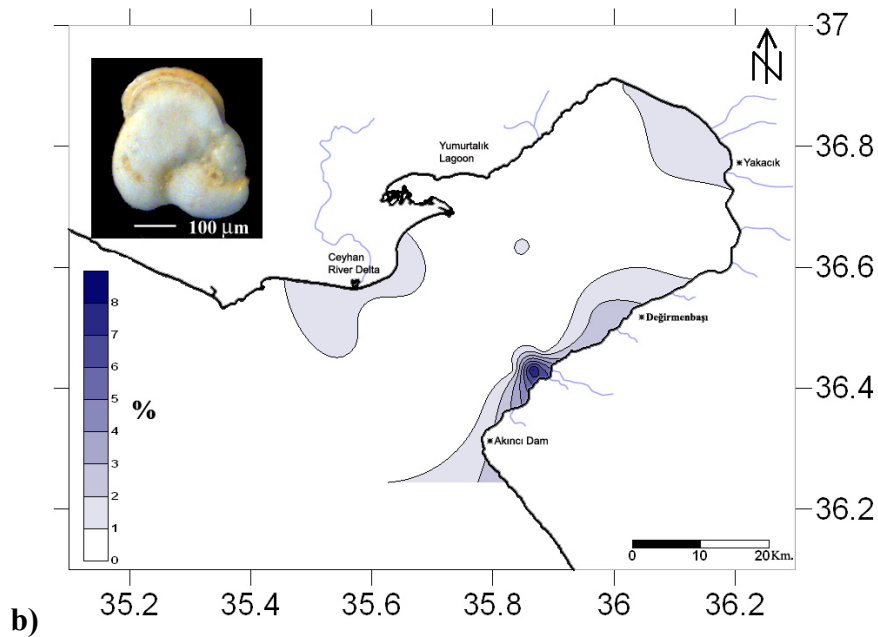 37
N
100 µm
Yumurtalık
Lagoon
Yakacık
36.8
Ceyhan
River Delta
36.6
8
7
6
5
4
3
2
1
0
%
Değirmenbaşı
36.4
Akıncı Dam
36.2
0 10 20 Km.
35.2 35.4 35.6 35.8 36 36.2
b)